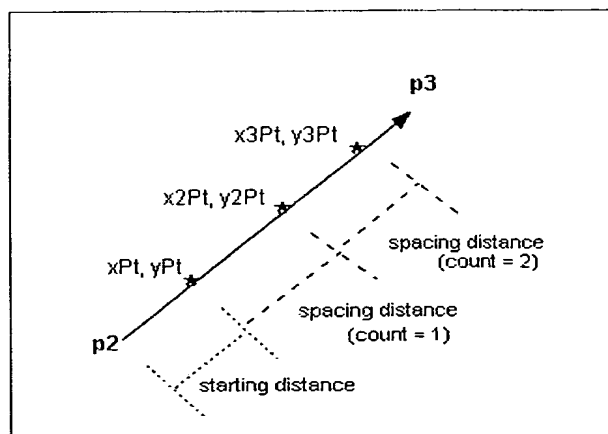 p3
x3Pt, y3Pt
x2Pt, y2Pt
spacing distance
(count = 2)
xPt, yPt
spacing distance
(count = 1)
p2
starting distance